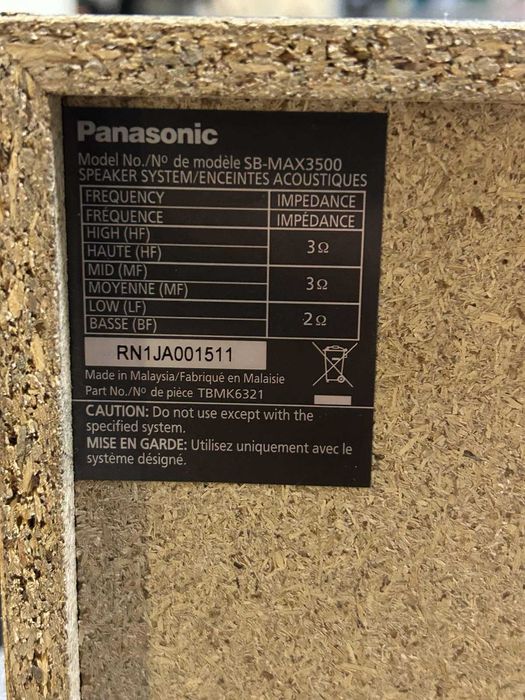 Panasonic
Model No./Nº de modèle SB-MAX3500
SPEAKER SYSTEM/ENCEINTES ACOUSTIQUES
FREQUENCY IMPEDANCE
FRÉQUENCE IMPÉDANCE
HIGH (HF)
HAUTE (HF) 3Ω
MID (MF)
MOYENNE (MF) 3Ω
LOW (LF)
BASSE (BF) 2Ω
RN1JA001511
Made in Malaysia/Fabriqué en Malaisie
Part No./Nº de pièce TBMK6321
CAUTION: Do not use except with the
specified system.
MISE EN GARDE: Utilisez uniquement avec le
système désigné.